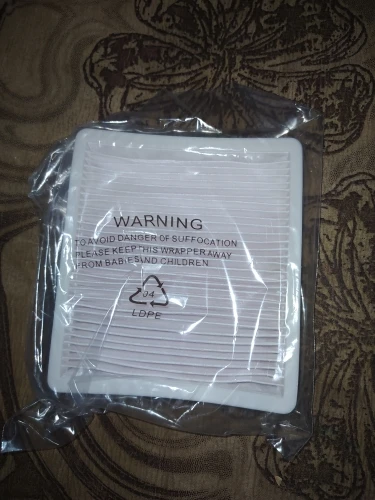 WARNING
TO AVOID DANGER OF SUFFOCATION
PLEASE KEEP THIS WRAPPER AWAY
FROM BABIES AND CHILDREN
04
LDPE